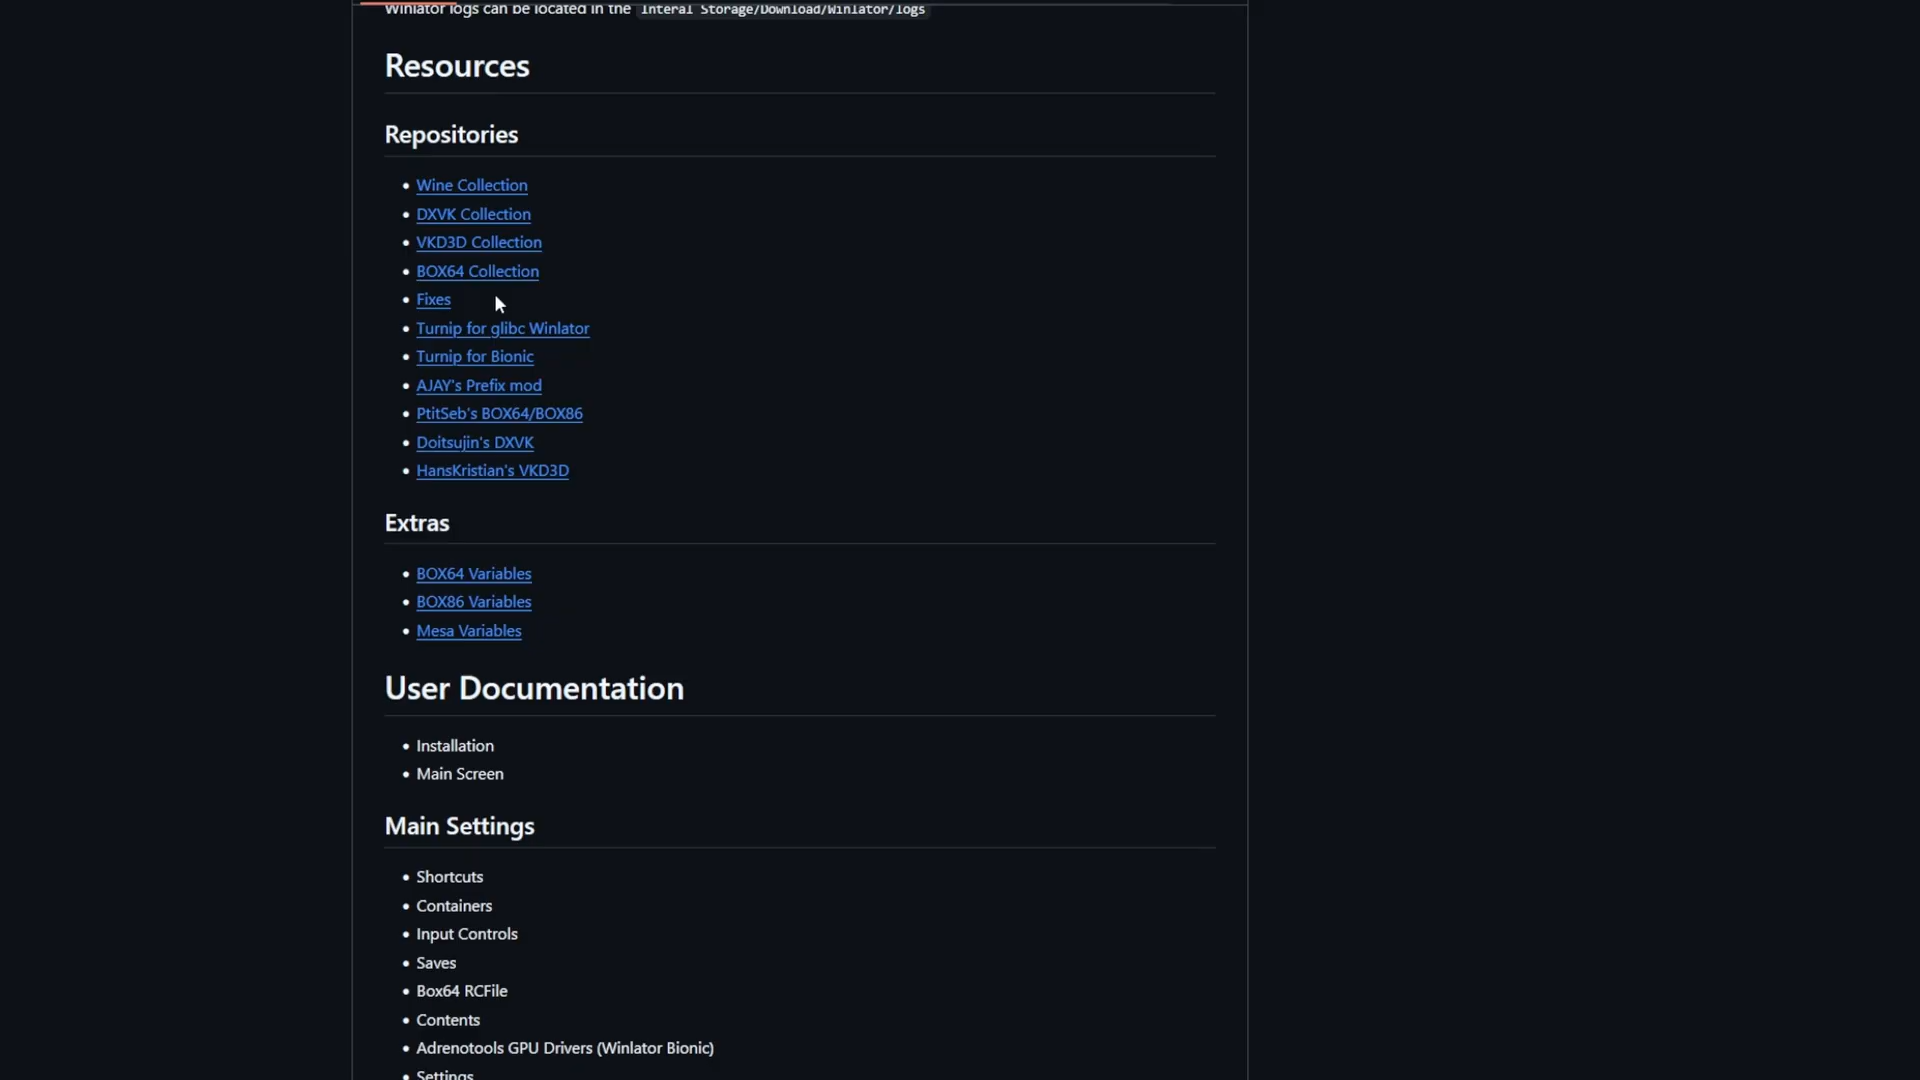 Winlator logs can be located in the Interal Storage/Download/Winlator/logs
Resources
Repositories
Wine Collection
DXVK Collection
VKD3D Collection
BOX64 Collection
Fixes
Turnip for glibc Winlator
Turnip for Bionic
AJAY's Prefix mod
PtitSeb's BOX64/BOX86
Doitsujin's DXVK
HansKristian's VKD3D
Extras
BOX64 Variables
BOX86 Variables
Mesa Variables
User Documentation
Installation
Main Screen
Main Settings
Shortcuts
Containers
Input Controls
Saves
Box64 RCFile
Contents
Adrenotools GPU Drivers (Winlator Bionic)
Settings